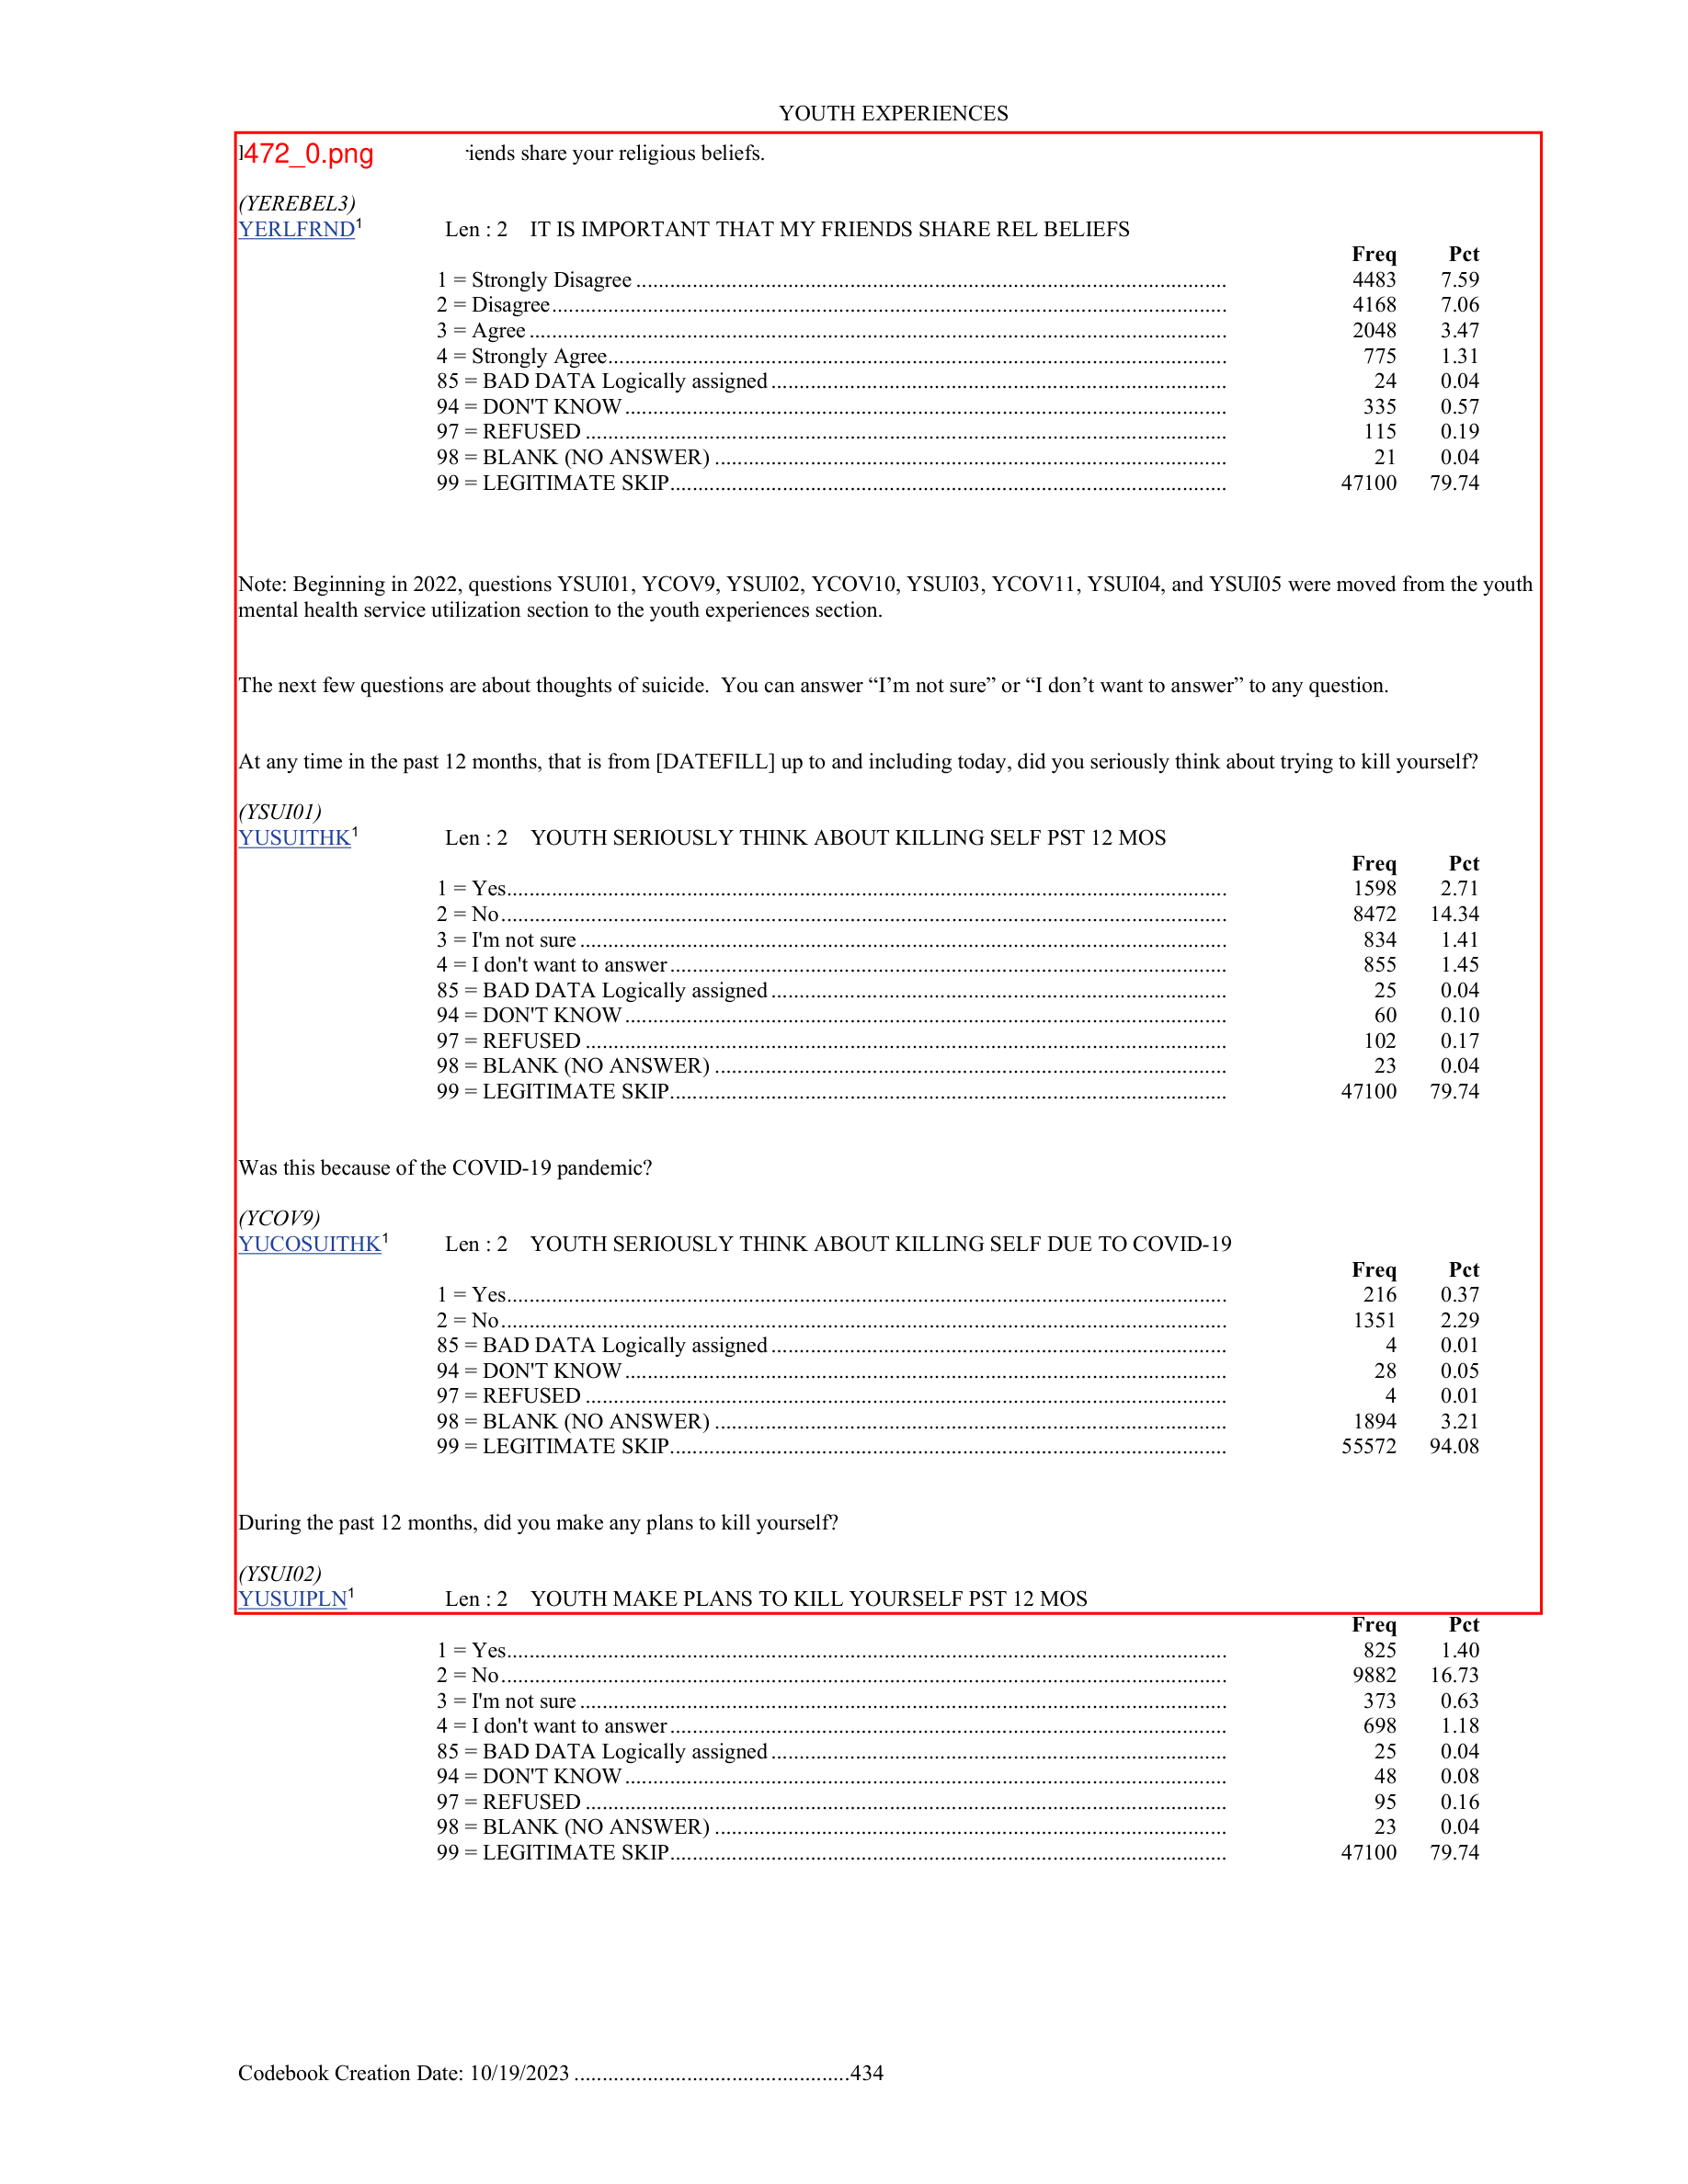 YOUTH EXPERIENCES
472_0.png iends share your religious beliefs.
(YEREBEL3)
YERLFRND¹ Len : 2 IT IS IMPORTANT THAT MY FRIENDS SHARE REL BELIEFS
Freq Pct
1 = Strongly Disagree 4483 7.59
2 = Disagree 4168 7.06
3 = Agree 2048 3.47
4 = Strongly Agree 775 1.31
85 = BAD DATA Logically assigned 24 0.04
94 = DON'T KNOW 335 0.57
97 = REFUSED 115 0.19
98 = BLANK (NO ANSWER) 21 0.04
99 = LEGITIMATE SKIP 47100 79.74
Note: Beginning in 2022, questions YSUI01, YCOV9, YSUI02, YCOV10, YSUI03, YCOV11, YSUI04, and YSUI05 were moved from the youth
mental health service utilization section to the youth experiences section.
The next few questions are about thoughts of suicide. You can answer “I’m not sure” or “I don’t want to answer” to any question.
At any time in the past 12 months, that is from [DATEFILL] up to and including today, did you seriously think about trying to kill yourself?
(YSUI01)
YUSUITHK¹ Len : 2 YOUTH SERIOUSLY THINK ABOUT KILLING SELF PST 12 MOS
Freq Pct
1 = Yes 1598 2.71
2 = No 8472 14.34
3 = I'm not sure 834 1.41
4 = I don't want to answer 855 1.45
85 = BAD DATA Logically assigned 25 0.04
94 = DON'T KNOW 60 0.10
97 = REFUSED 102 0.17
98 = BLANK (NO ANSWER) 23 0.04
99 = LEGITIMATE SKIP 47100 79.74
Was this because of the COVID-19 pandemic?
(YCOV9)
YUCOSUITHK¹ Len : 2 YOUTH SERIOUSLY THINK ABOUT KILLING SELF DUE TO COVID-19
Freq Pct
1 = Yes 216 0.37
2 = No 1351 2.29
85 = BAD DATA Logically assigned 4 0.01
94 = DON'T KNOW 28 0.05
97 = REFUSED 4 0.01
98 = BLANK (NO ANSWER) 1894 3.21
99 = LEGITIMATE SKIP 55572 94.08
During the past 12 months, did you make any plans to kill yourself?
(YSUI02)
YUSUIPLN¹ Len : 2 YOUTH MAKE PLANS TO KILL YOURSELF PST 12 MOS
Freq Pct
1 = Yes 825 1.40
2 = No 9882 16.73
3 = I'm not sure 373 0.63
4 = I don't want to answer 698 1.18
85 = BAD DATA Logically assigned 25 0.04
94 = DON'T KNOW 48 0.08
97 = REFUSED 95 0.16
98 = BLANK (NO ANSWER) 23 0.04
99 = LEGITIMATE SKIP 47100 79.74
Codebook Creation Date: 10/19/2023 434